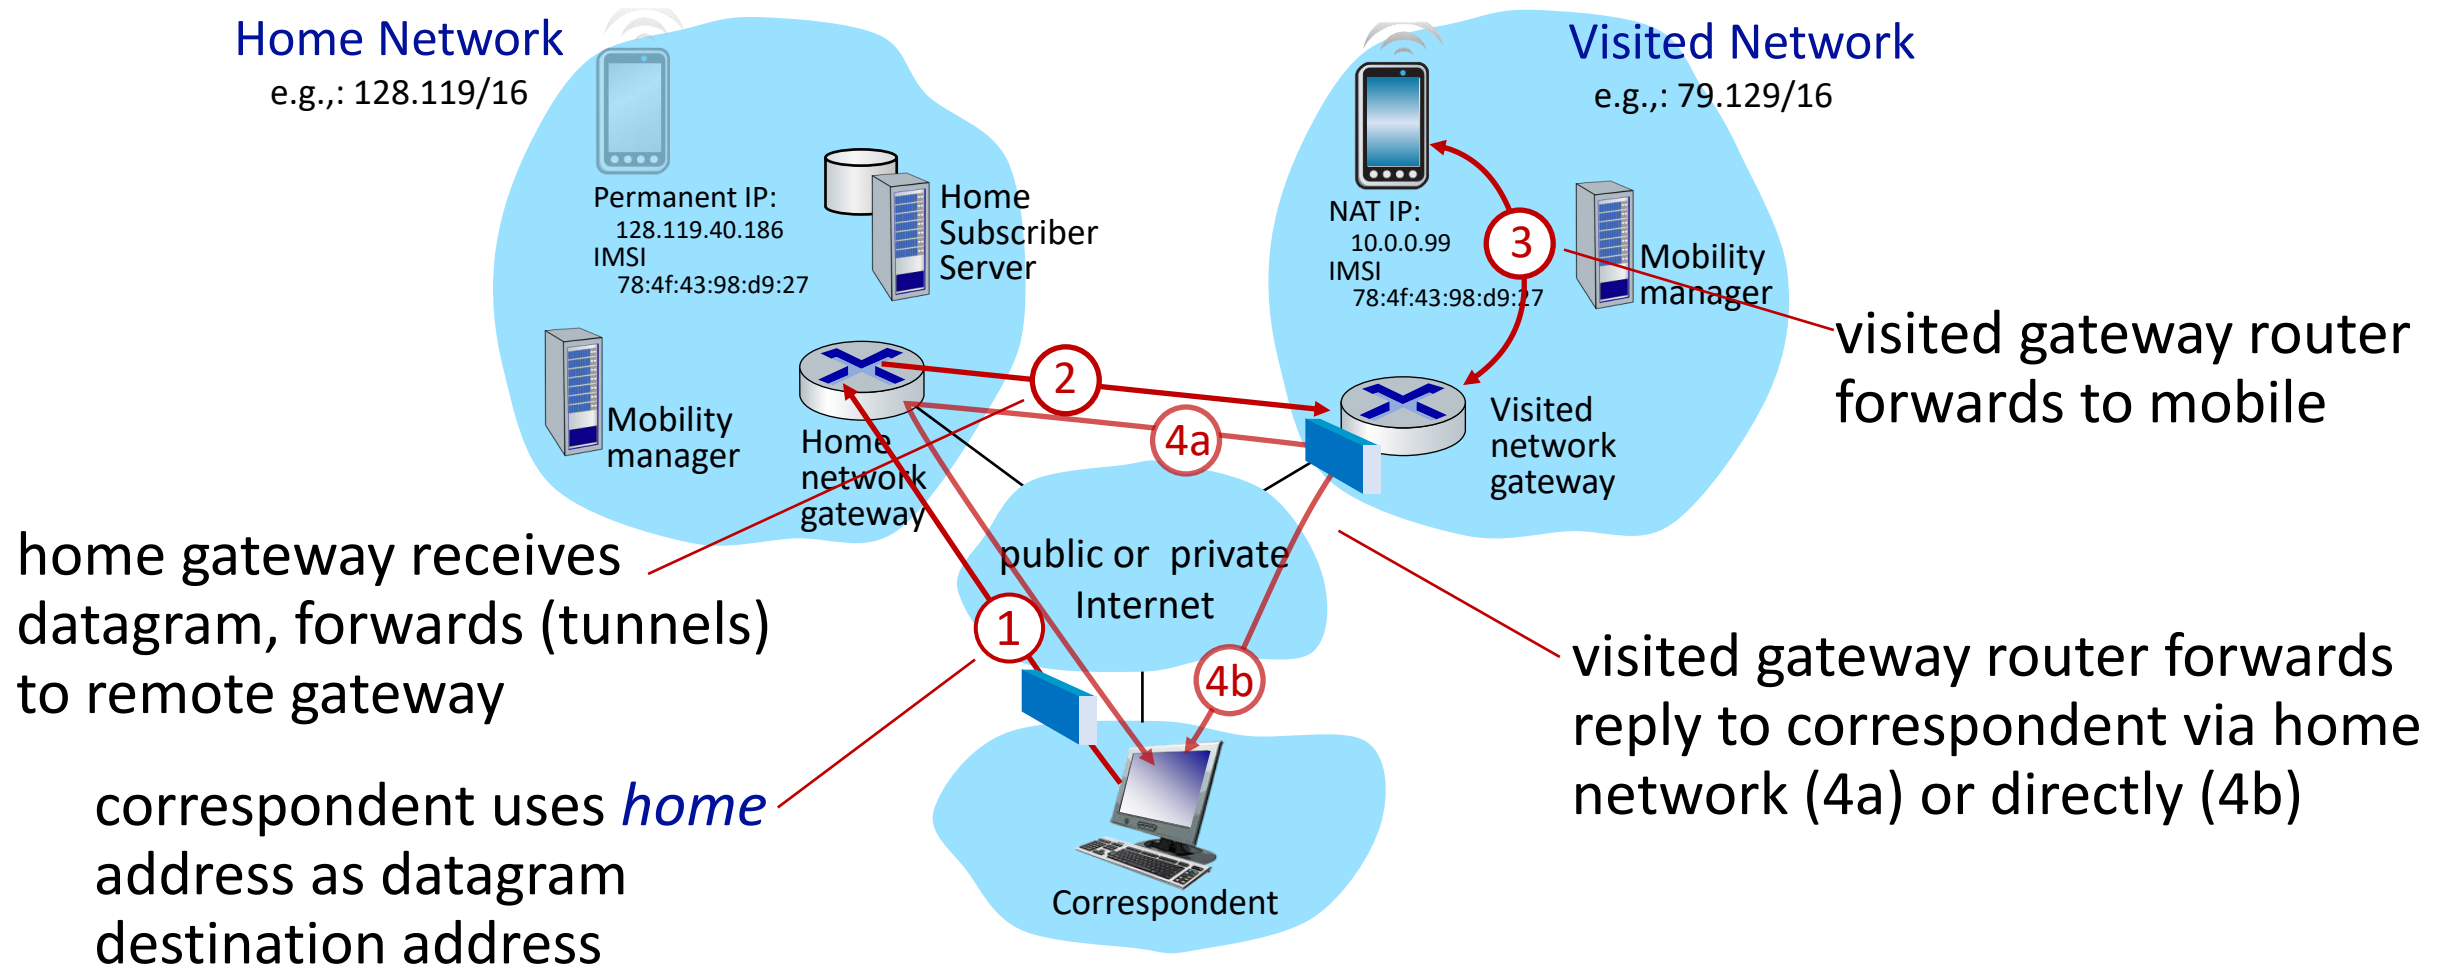 Home Network
e.g.,: 128.119/16
Visited Network
e.g.,: 79.129/16
Permanent IP:
128.119.40.186
IMSI
78:4f:43:98:d9:27
Home
Subscriber
Server
Mobility
manager
Home
network
gateway
NAT IP:
10.0.0.99
IMSI
78:4f:43:98:d9:27
Mobility
manager
Visited
network
gateway
1
2
3
4a
4b
public or private
Internet
Correspondent
visited gateway router
forwards to mobile
home gateway receives
datagram, forwards (tunnels)
to remote gateway
visited gateway router forwards
reply to correspondent via home
network (4a) or directly (4b)
correspondent uses home
address as datagram
destination address